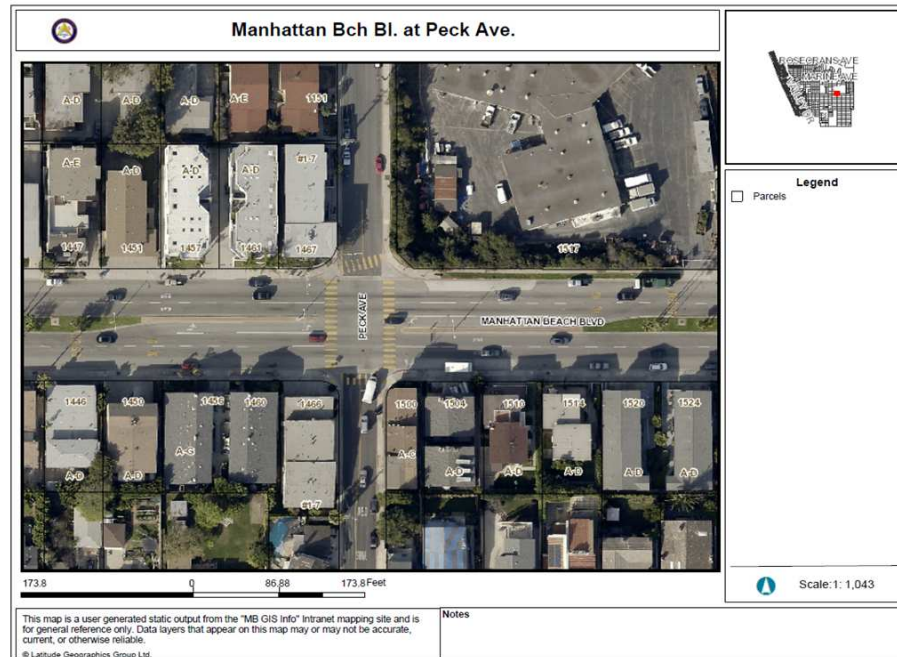 Manhattan Bch Bl. at Peck Ave.
ROSECRANS AVE
MARINE AVE
Legend
Parcels
A-D
A-D
A-D
A-E
1151
A-E
A-D
A-D
A-D
#1-7
1447
1451
1457
1461
1467
1517
PECK AVE
MANHATTAN BEACH BLVD
1446
1450
1456
1460
1466
1500
1504
1510
1514
1520
1524
A-D
A-D
A-G
#1-7
A-C
A-D
A-D
A-D
A-D
A-D
173.8
0
86.88
173.8 Feet
Scale:1: 1,043
This map is a user generated static output from the "MB GIS Info" Intranet mapping site and is
for general reference only. Data layers that appear on this map may or may not be accurate,
current, or otherwise reliable.
© Latitude Geographics Group Ltd.
Notes